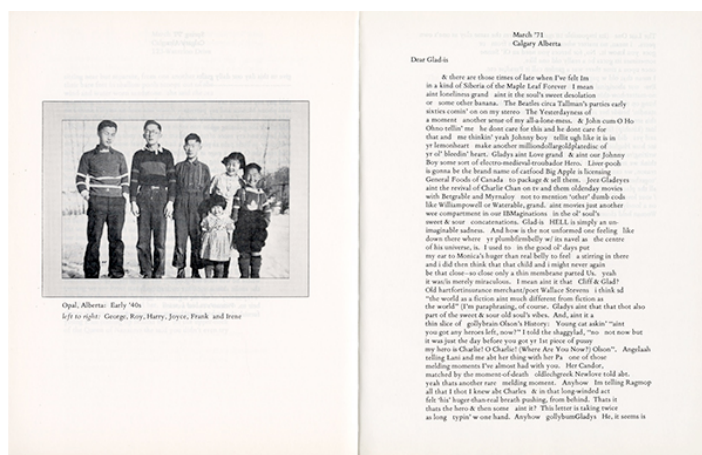 Opal, Alberta: Early '40s
left to right: George, Roy, Harry, Joyce, Frank and Irene
March '71
Calgary Alberta
Dear Glad-is
& there are those times of late when I've felt Im
in a kind of Siberia of the Maple Leaf Forever I mean
aint loneliness grand aint it the soul's sweet desolation
or some other banana. The Beatles circa Tallman's parties early
sixties comin' on on my stereo The Yesterdayness of
a moment another sense of my all-a-lone-mess. & John cum O Ho
Ohno tellin' me he dont care for this and he dont care for
that and me thinkin' yeah Johnny boy tellit sigh like it is in
yr lemonheart make another milliondollargoldplatedisc of
yr ol' bleedin' heart. Gladys aint Love grand & aint our Johnny
Boy some sort of electro-medieval-troubador Hero. Liver-poob
is gonna be the brand name of catfood Big Apple is licensing
General Foods of Canada to package & sell them. Jeez Gladeyes
aint the revival of Charlie Chan on tv and them oldenday movies
with Bergrable and Myrnaloy not to mention 'other' dumb cods
like Williampowell or Waterable, grand. aint movies just another
wee compartment in our IBMaginations in the ol' soul's
sweet & sour concatenations. Glad-is HELL is simply an un-
imaginable sadness. And how is the not unformed one feeling like
down there where yr plumbfirmbelly w/ its navel as the centre
of his universe, is. I used to in the good ol' days put
my ear to Monica's huger than real belly to feel a stirring in there
and i did then think that that child and i might never again
be that close—so close only a thin membrane parted Us. yeah
it was/is merely miraculous. I mean aint it that Cliff & Glad?
Old hartfortinsurance merchant/poet Wallace Stevens i think sd
"the world as a fiction aint much different from fiction as
the world" (I'm paraphrasing, of course. Gladys aint that that thot also
part of the sweet & sour old soul's vibes. And, aint it a
thin slice of gollybrain Olson's History: Young cat askin' "aint
you got any heroes left, now?" I told the shaggylad, "no not now but
it was just the day before you got yr 1st piece of pussy
my hero is Charlie? O Charlie? (Where Are You Now?) Olson". Angelaah
telling Lani and me abt her thing with her Pa one of those
melding moments I've almost had with you. Her Candor,
matched by the moment-of-death oldlechgreek Newlove told abt.
yeah thats another rare melding moment. Anyhow Im telling Ragmop
all that I thot I knew abt Charles & in that long-winded act
felt 'his' huger-than-real breath pushing, from behind. Thats it
thats the hero & then some aint it? This letter is taking twice
as long typin' w-one hand. Anyhow gollybumGladys He, it seems is